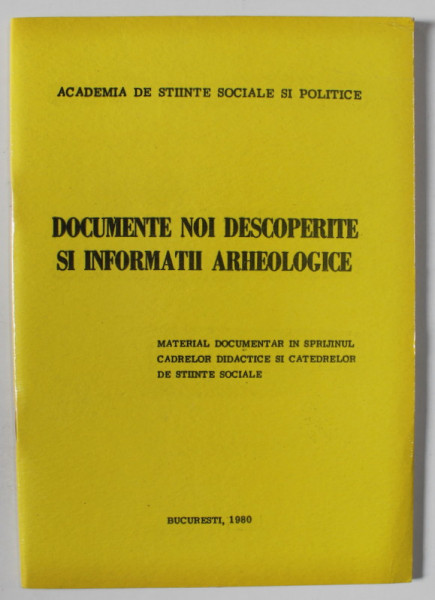 ACADEMIA DE STIINTE SOCIALE SI POLITICE
DOCUMENTE NOI DESCOPERITE
SI INFORMATII ARHEOLOGICE
MATERIAL DOCUMENTAR IN SPRIJINUL
CADRELOR DIDACTICE SI CATEDRELOR
DE STIINTE SOCIALE
BUCURESTI, 1980